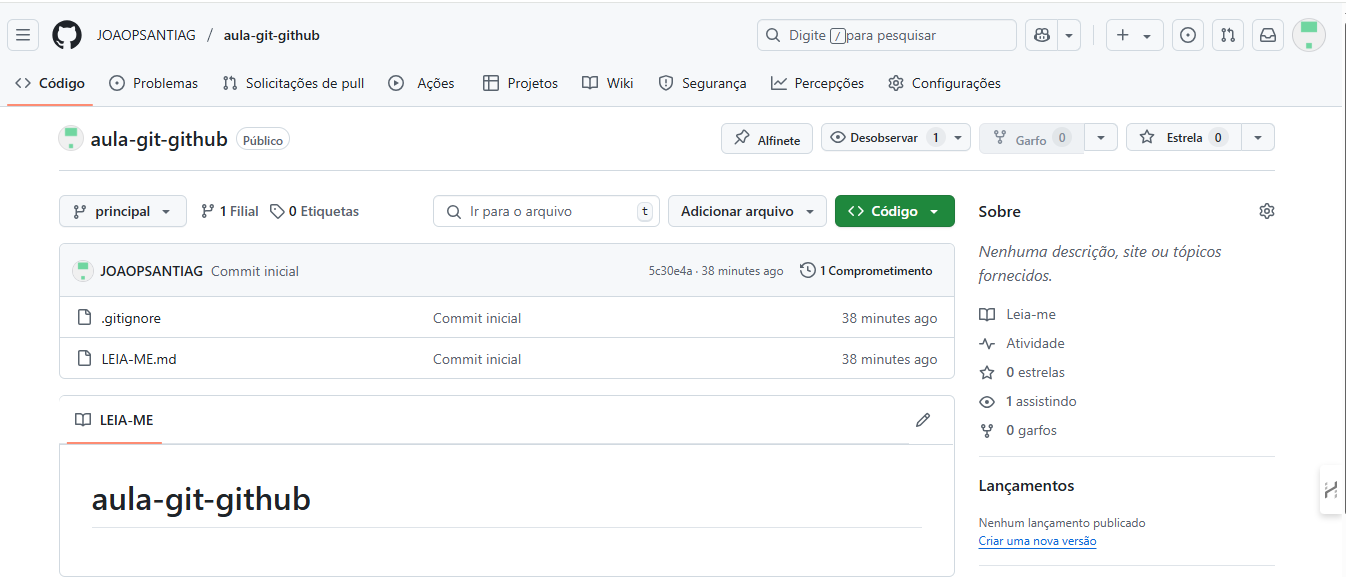 JOAOPSANTIAG / aula-git-github
Digite / para pesquisar
Código Problemas Solicitações de pull Ações Projetos Wiki Segurança Percepções Configurações
aula-git-github Público
Alfinete Desobservar 1 Garfo 0 Estrela 0
principal 1 Filial 0 Etiquetas Ir para o arquivo t Adicionar arquivo Código
JOAOPSANTIAG Commit inicial 5c30e4a · 38 minutes ago 1 Comprometimento
.gitignore Commit inicial 38 minutes ago
LEIA-ME.md Commit inicial 38 minutes ago
LEIA-ME
aula-git-github
Sobre
Nenhuma descrição, site ou tópicos
fornecidos.
Leia-me
Atividade
0 estrelas
1 assistindo
0 garfos
Lançamentos
Nenhum lançamento publicado
Criar uma nova versão